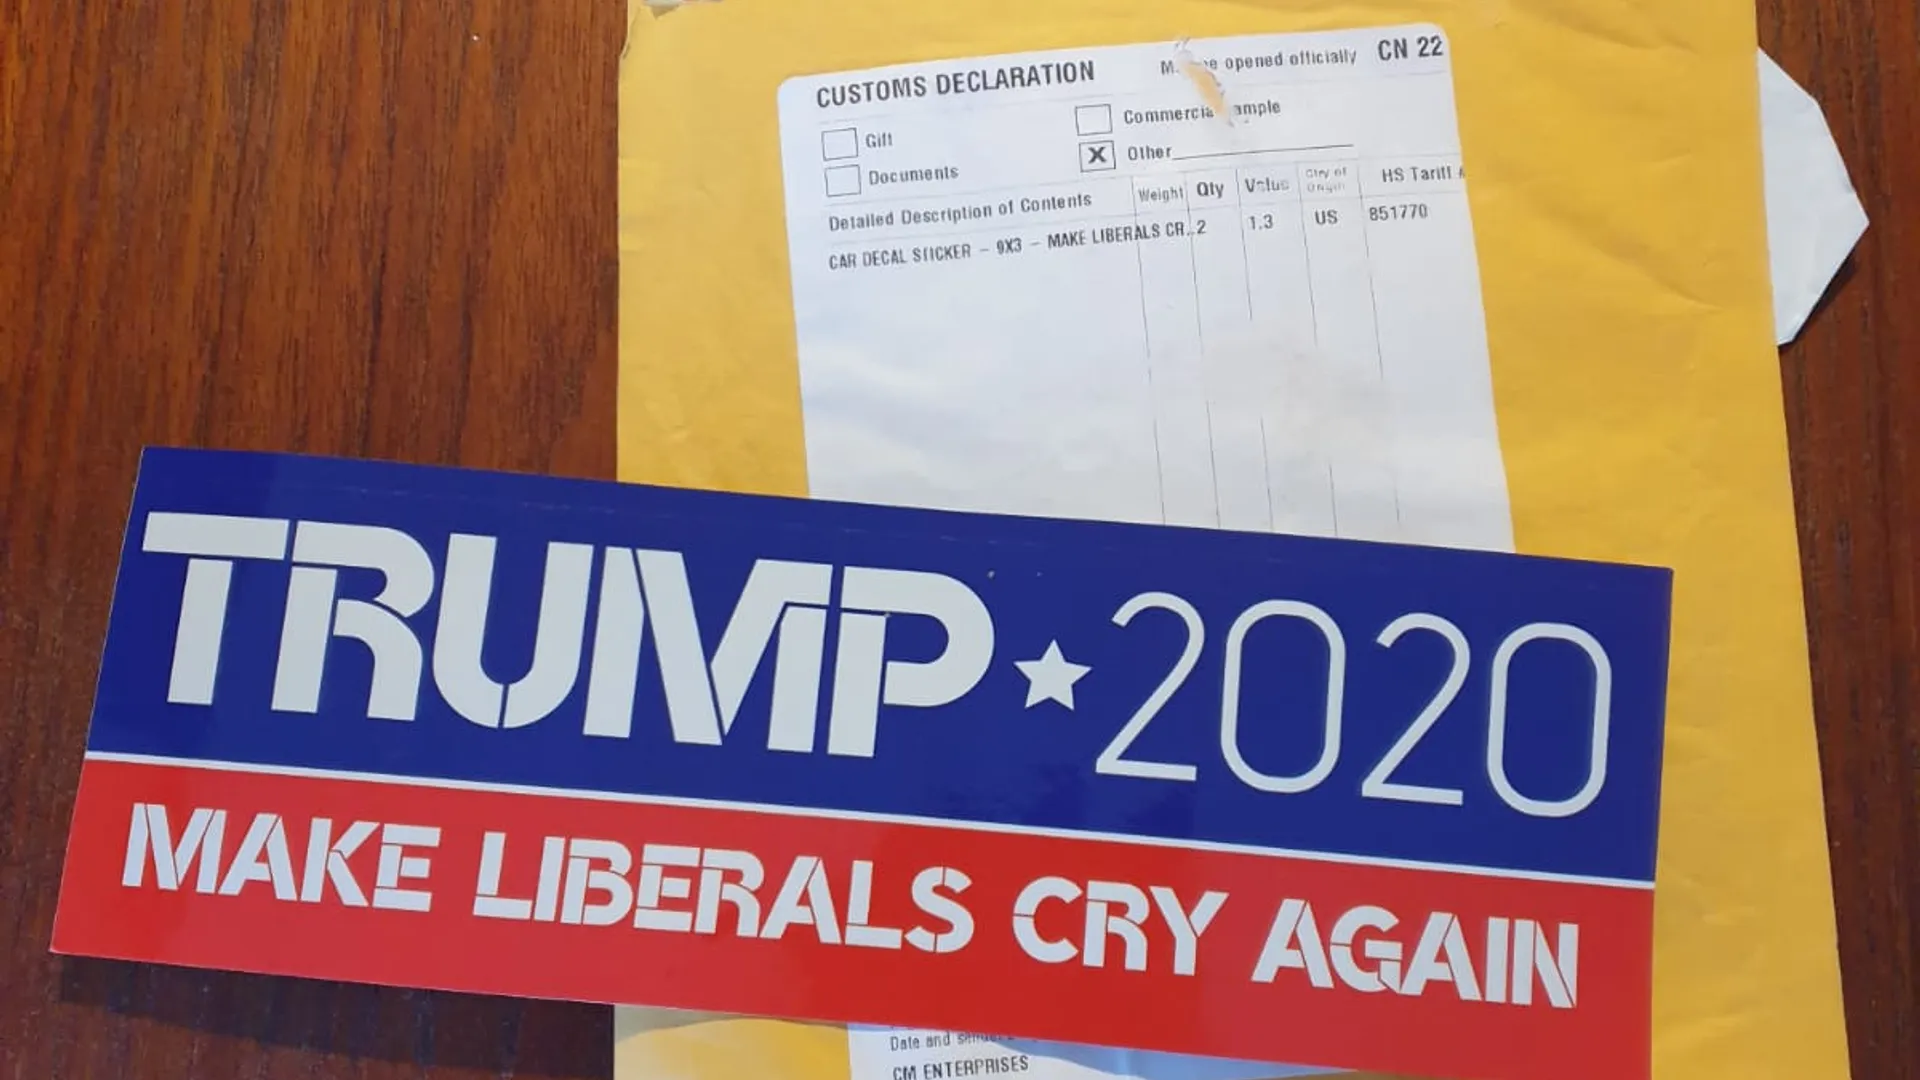 CUSTOMS DECLARATION opened officially CN 22
Gift
Documents
Commercial
Other
Detailed Description of Contents Weight Qty Value HS Tariff
CAR DECAL STICKER - 9X3 - MAKE LIBERALS CR.. 2 1.3 US 851770
TRUMP ★ 2020
MAKE LIBERALS CRY AGAIN
Date and
CM ENTERPRISES